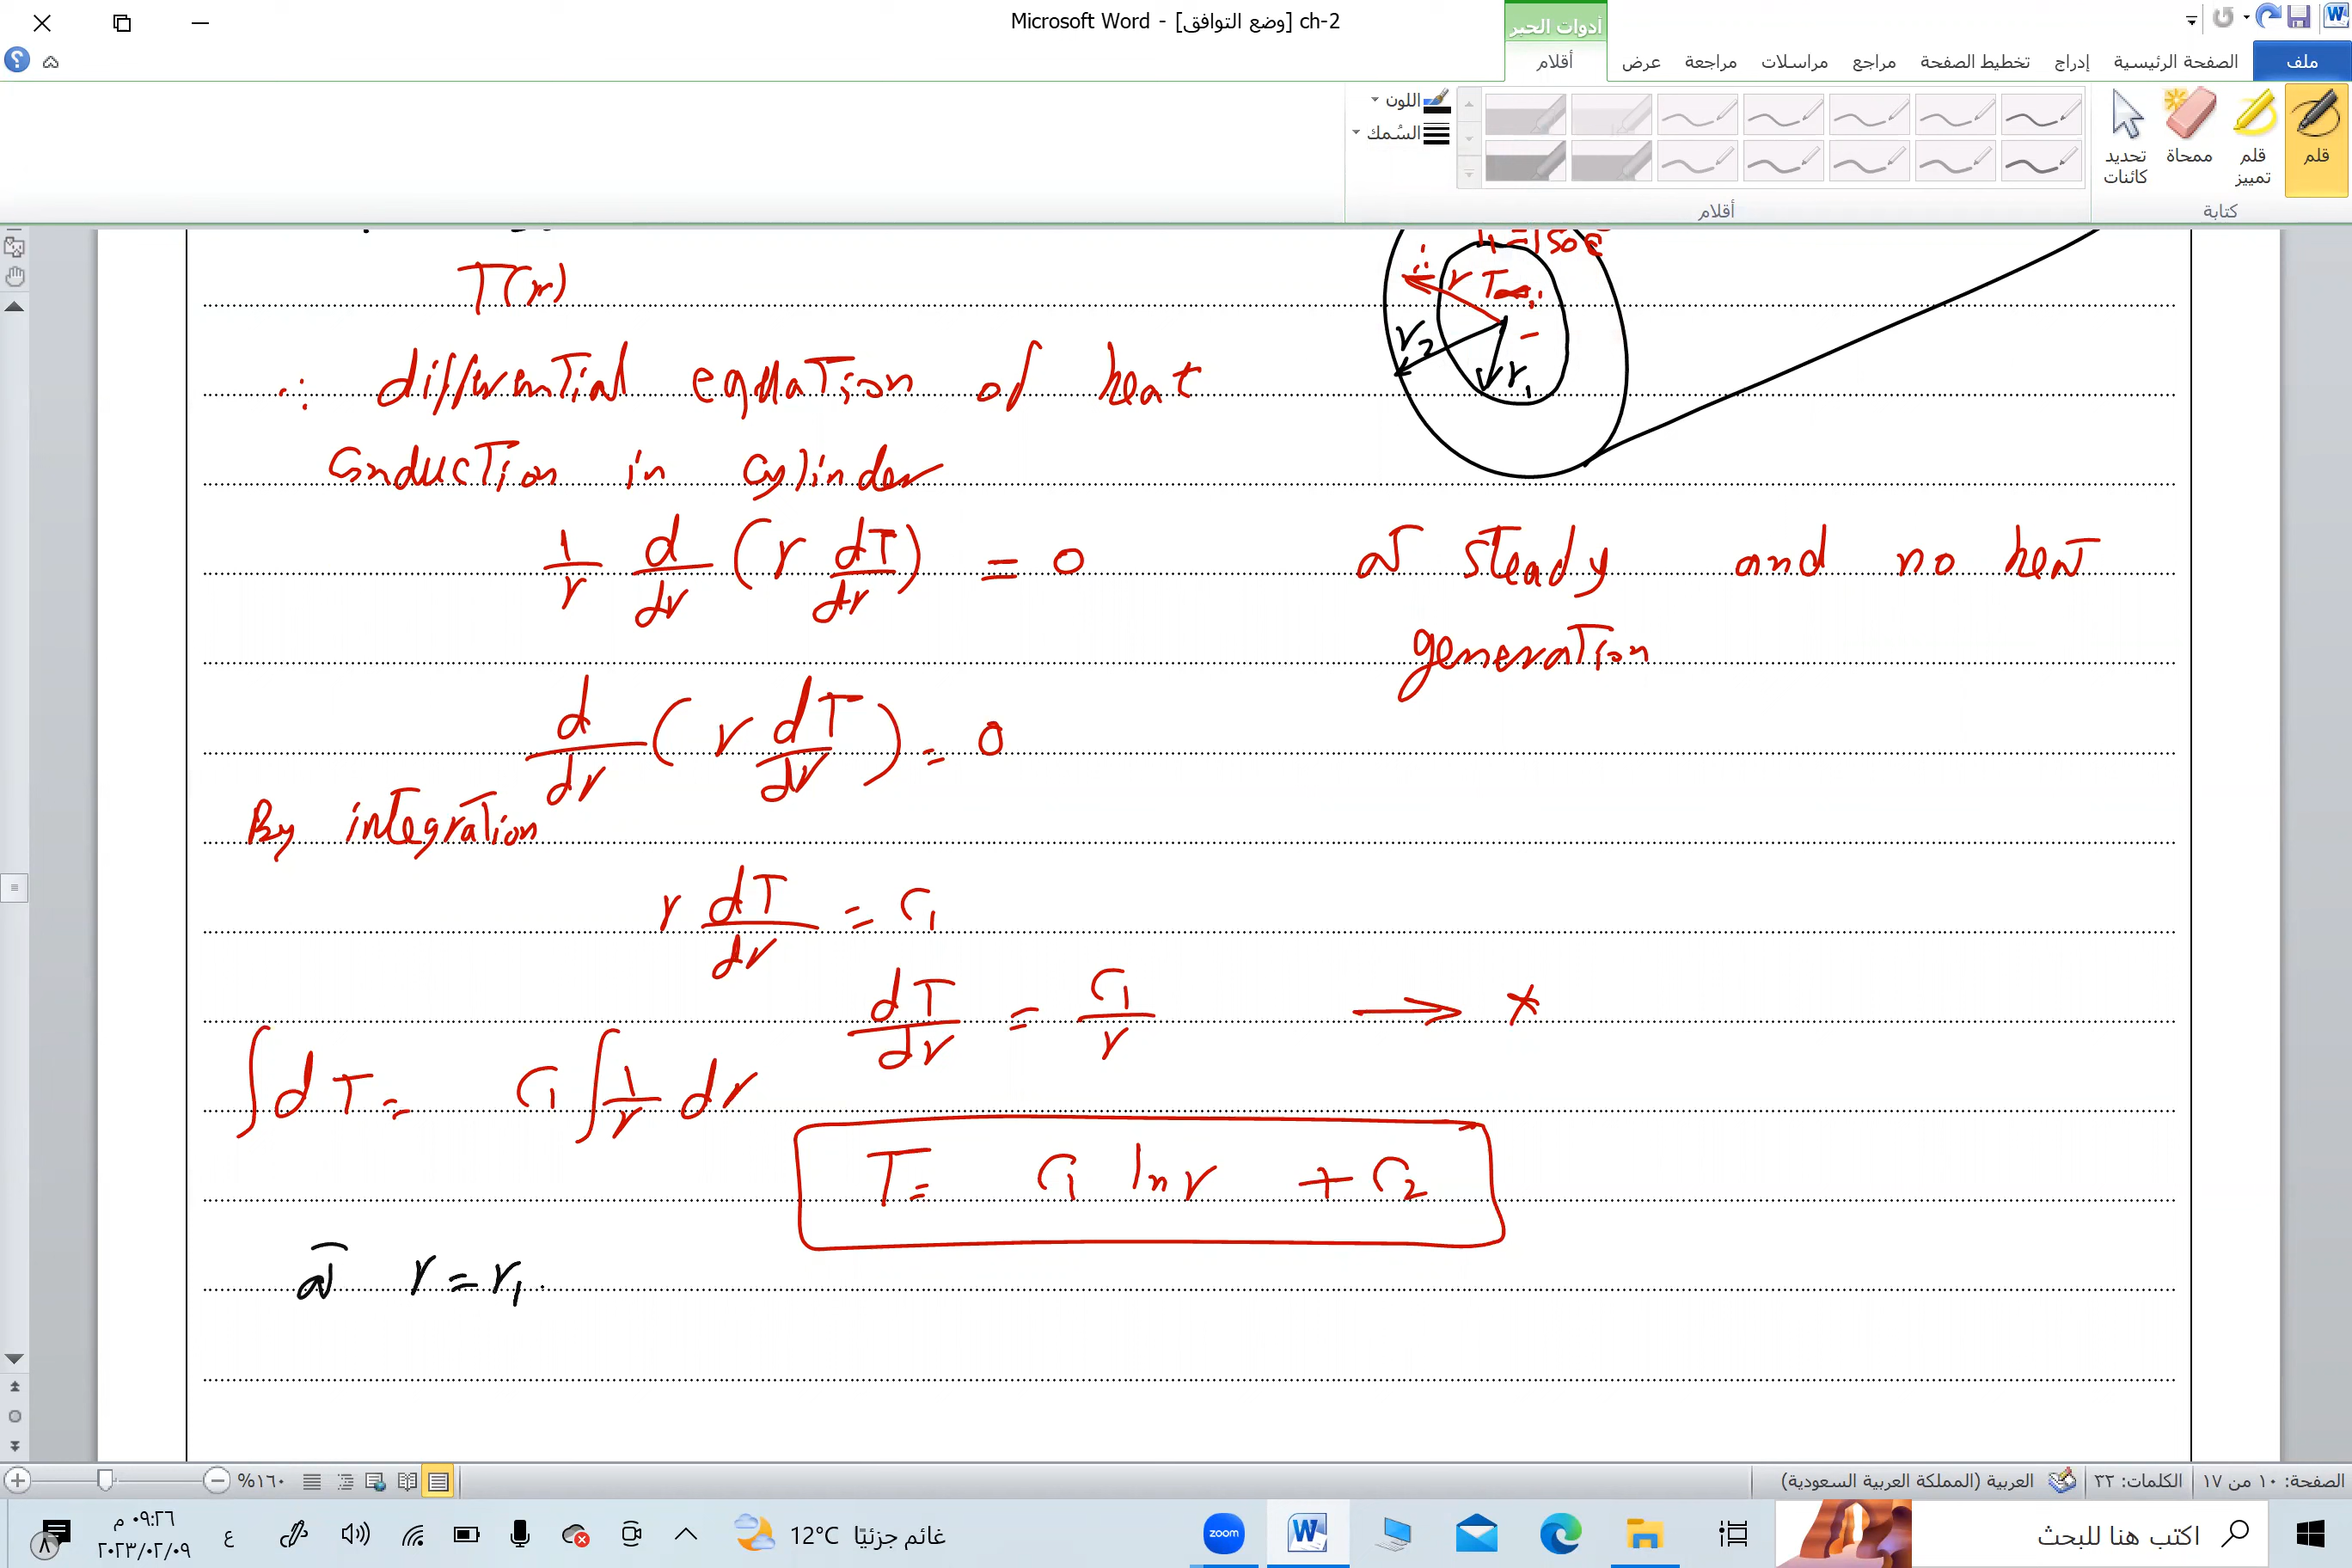 ch-2 [وضع التوافق] - Microsoft Word
أدوات الحبر
ملف الصفحة الرئيسية إدراج تخطيط الصفحة مراجع مراسلات مراجعة عرض أقلام
قلم
قلم تمييز
ممحاة
تحديد كائنات
اللون
السُمك
كتابة
أقلام
T(r)
r
r2
r1
∴ differential equation of heat
Conduction in cylinder
1/r d/dr (r dT/dr) = 0
at steady and no heat
generation
d/dr (r dT/dr) = 0
By integration
r dT/dr = C1
dT/dr = C1/r → *
∫dT = C1 ∫ 1/r dr
T = C1 ln r + C2
at r = r1
الصفحة: ١٠ من ١٧
الكلمات: ٣٢
العربية (المملكة العربية السعودية)
%١٦٠
اكتب هنا للبحث
zoom
12°C غائم جزئيًا
ع
٠٩:٢٦ م
٢٠٢٣/٠٢/٠٩
٨